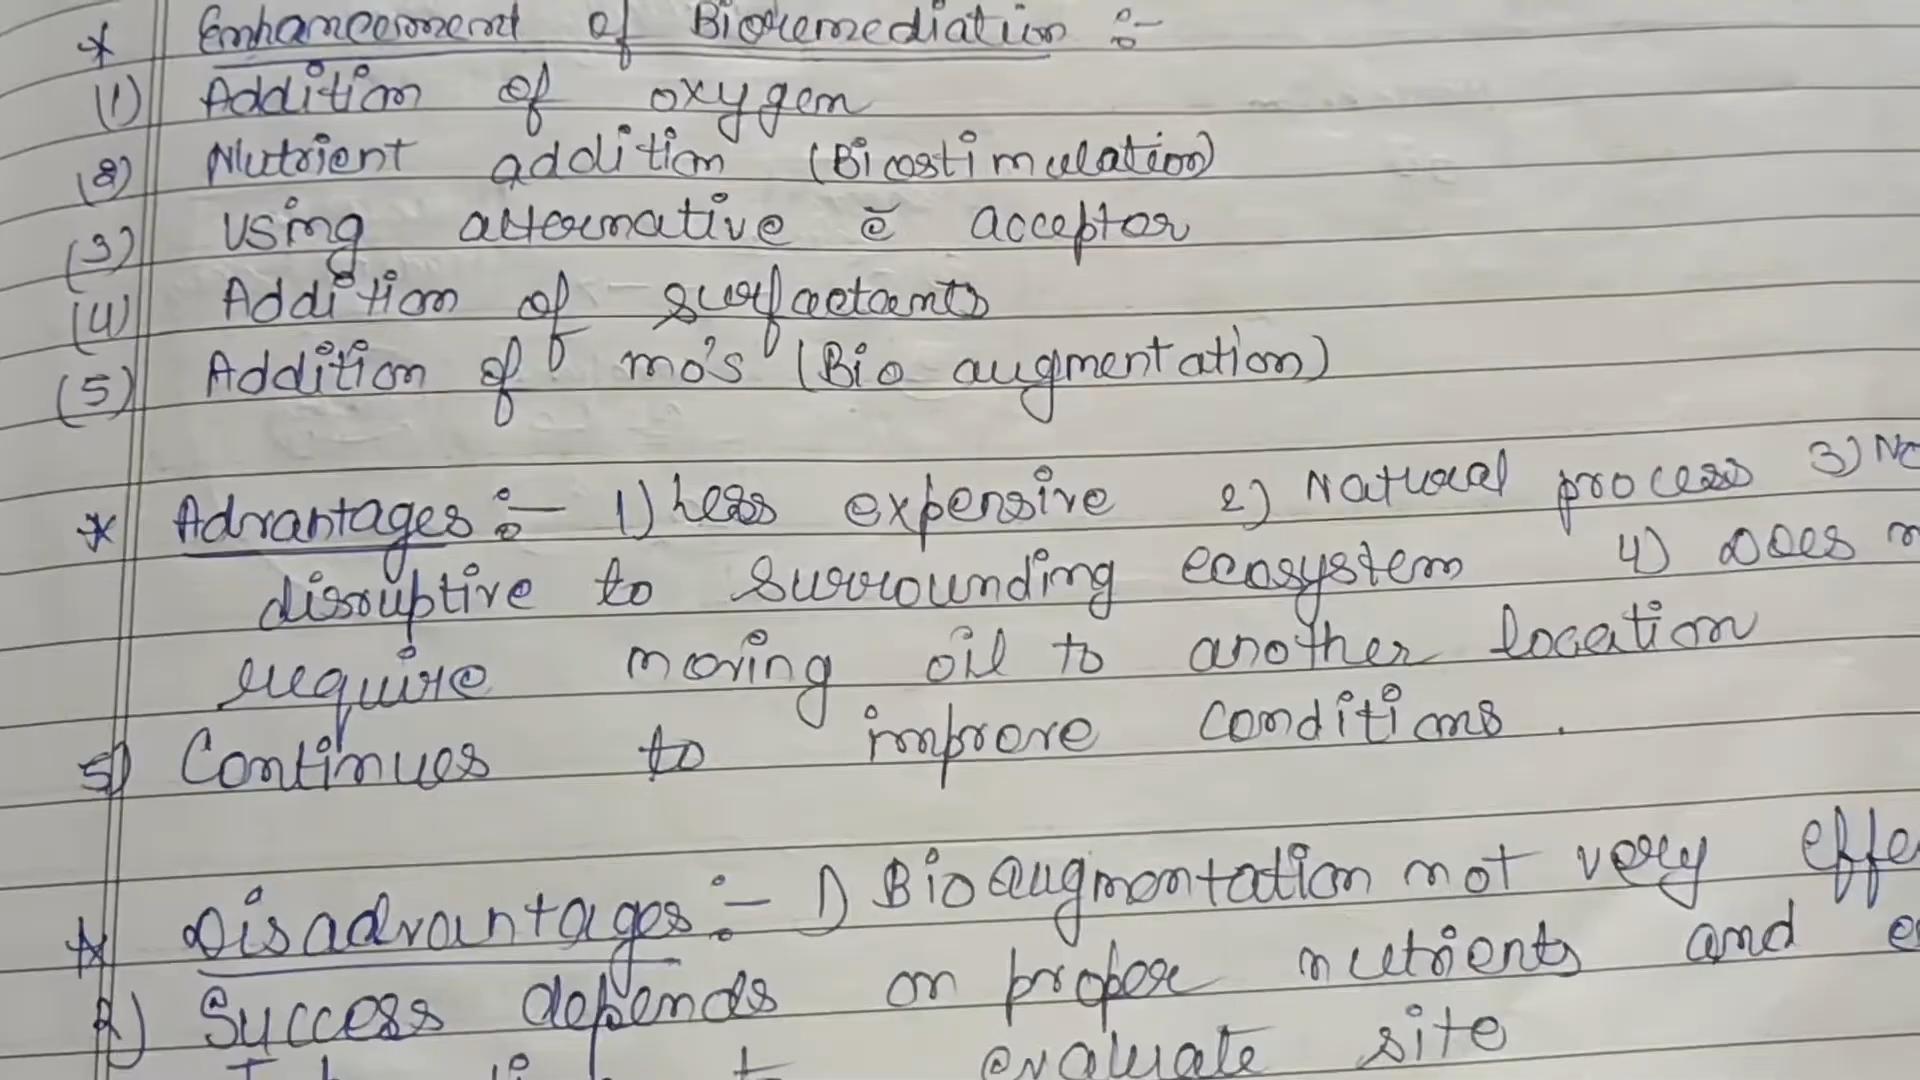 * Enhancement of Bioremediation :-
(1) Addition of oxygen
(2) Nutrient addition (Biostimulation)
(3) Using alternative ē acceptor
(4) Addition of surfactants
(5) Addition of mo's (Bio augmentation)
* Advantages :- 1) Less expensive 2) Natural process 3)
disruptive to surrounding ecosystem 4) Does
require moving oil to another location
5) Continues to improve conditions.
* Disadvantages :- 1) Bioaugmentation not very
2) Success depends on proper nutrients and
evaluate site